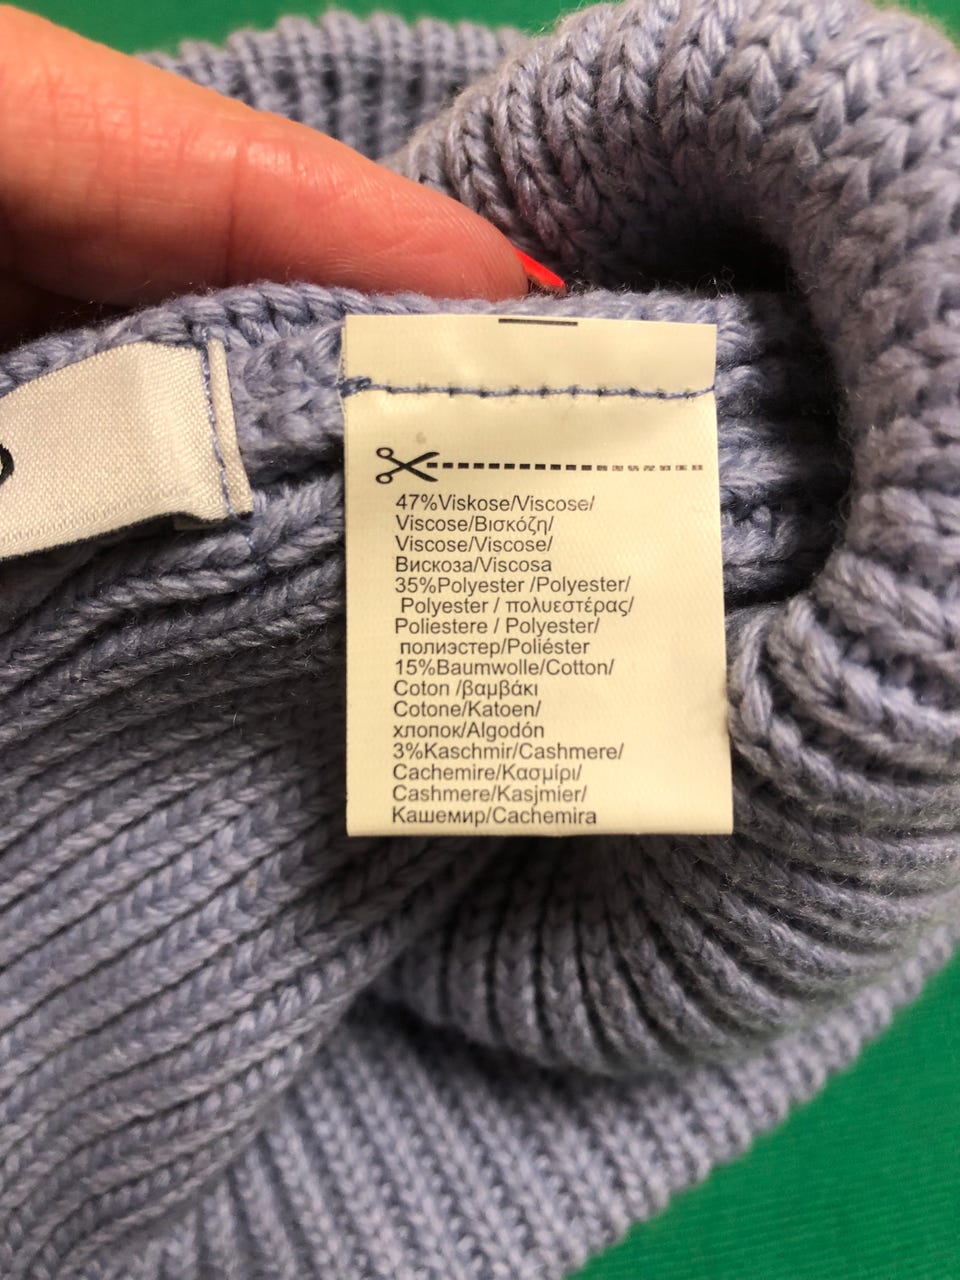 47%Viskose/Viscose/
Viscose/Βισκόζη/
Viscose/Viscose/
Вискоза/Viscosa
35%Polyester /Polyester/
Polyester / πολυεστέρας/
Poliestere / Polyester/
полиэстер/Poliéster
15%Baumwolle/Cotton/
Coton /βαμβάκι
Cotone/Katoen/
хлопок/Algodón
3%Kaschmir/Cashmere/
Cachemire/Κασμίρι/
Cashmere/Kasjmier/
Кашемир/Cachemira